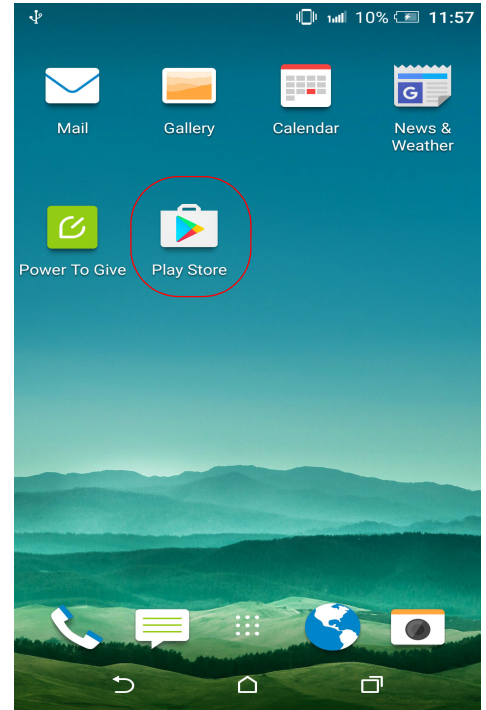 10% 11:57
Mail Gallery Calendar News &
Weather
G
Power To Give Play Store